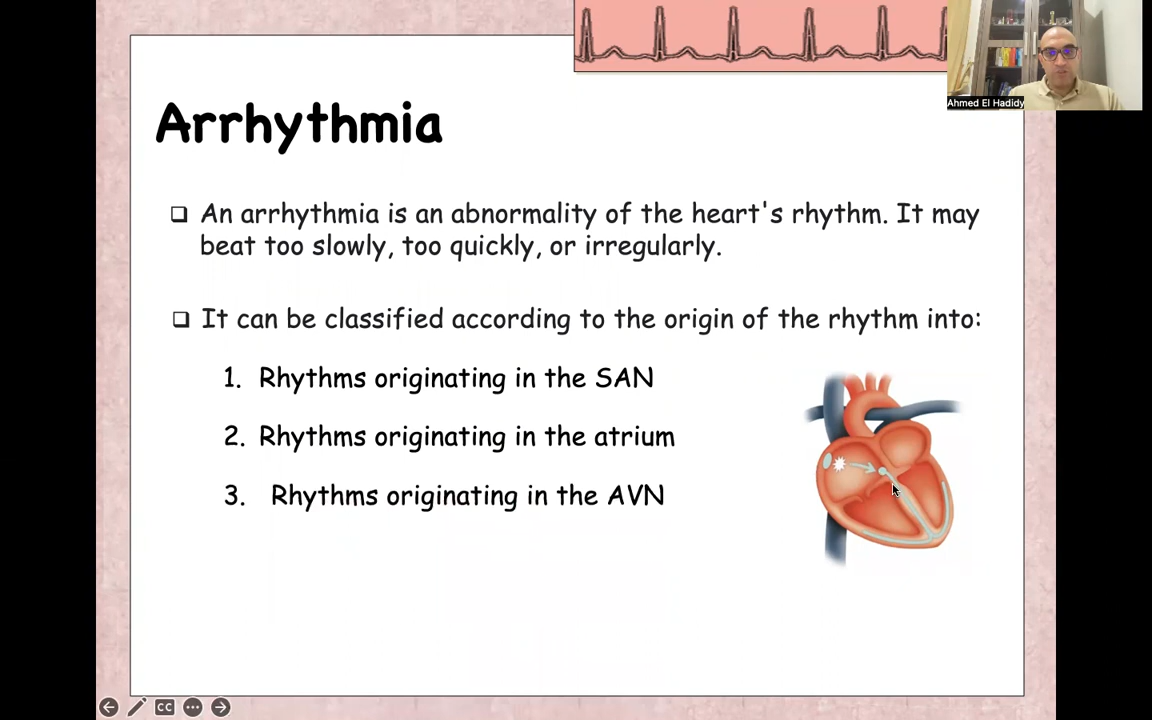 Ahmed El Hadidy
Arrhythmia
❑ An arrhythmia is an abnormality of the heart's rhythm. It may
beat too slowly, too quickly, or irregularly.
❑ It can be classified according to the origin of the rhythm into:
1. Rhythms originating in the SAN
2. Rhythms originating in the atrium
3. Rhythms originating in the AVN
CC